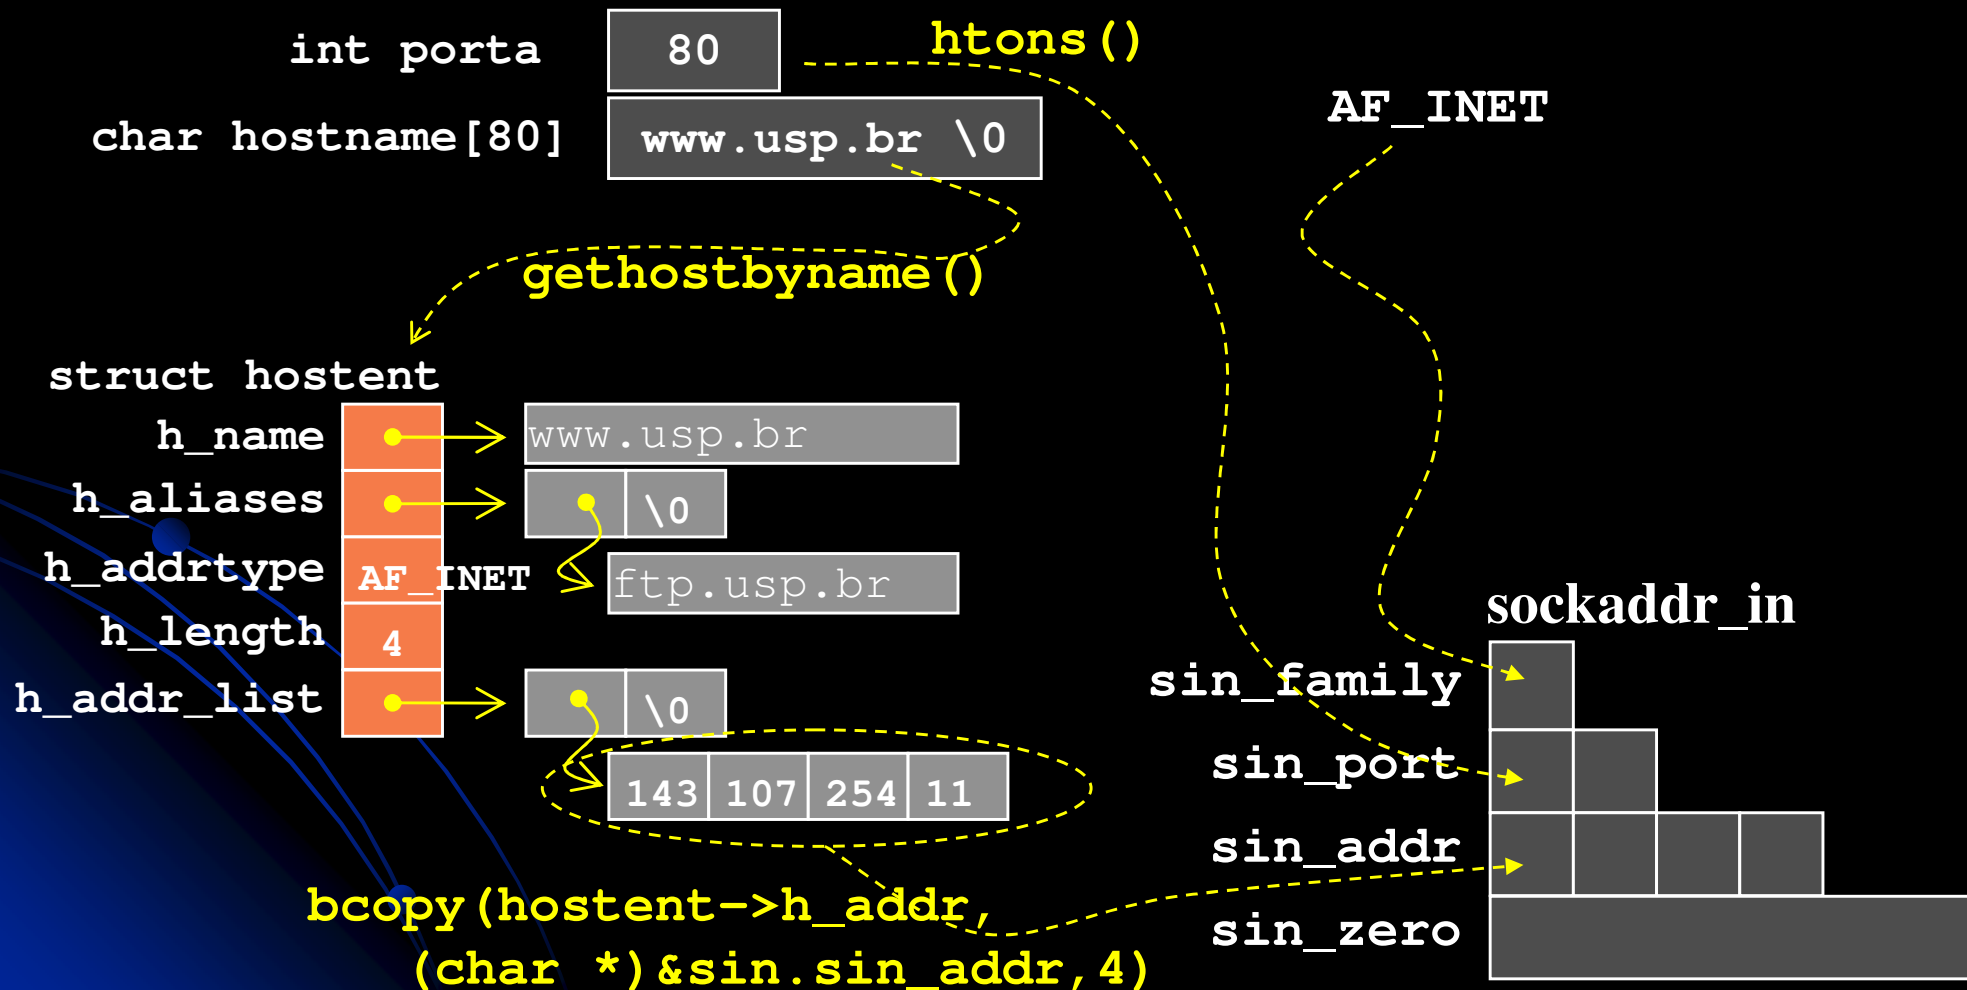 int porta 80 htons()
AF_INET
char hostname[80] www.usp.br \0
gethostbyname()
struct hostent
h_name www.usp.br
h_aliases \0
h_addrtype AF_INET ftp.usp.br
sockaddr_in
h_length 4
sin_family
h_addr_list \0
sin_port
143 107 254 11
sin_addr
bcopy(hostent->h_addr,
sin_zero
(char *)&sin.sin_addr,4)